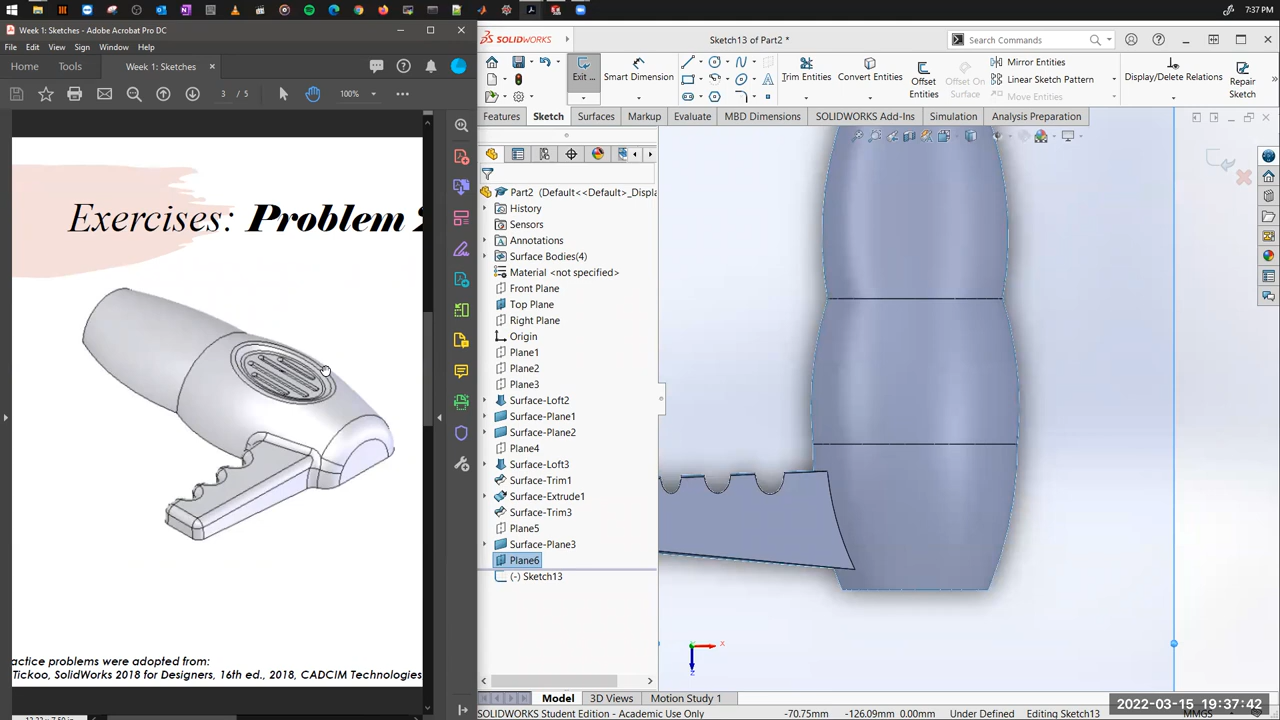 7:37 PM
Week 1: Sketches - Adobe Acrobat Pro DC
File Edit View Sign Window Help
Home Tools Week 1: Sketches
3 / 5 100%
Exercises: Problem
actice problems were adopted from:
Tickoo, SolidWorks 2018 for Designers, 16th ed., 2018, CADCIM Technologies
SOLIDWORKS Sketch13 of Part2 * Search Commands
Exit ... Smart Dimension Trim Entities Convert Entities Offset Entities Offset On Surface Mirror Entities Linear Sketch Pattern Move Entities Display/Delete Relations Repair Sketch
Features Sketch Surfaces Markup Evaluate MBD Dimensions SOLIDWORKS Add-Ins Simulation Analysis Preparation
Part2 (Default<<Default>_Displa
History
Sensors
Annotations
Surface Bodies(4)
Material <not specified>
Front Plane
Top Plane
Right Plane
Origin
Plane1
Plane2
Plane3
Surface-Loft2
Surface-Plane1
Surface-Plane2
Plane4
Surface-Loft3
Surface-Trim1
Surface-Extrude1
Surface-Trim3
Plane5
Surface-Plane3
Plane6
(-) Sketch13
X
Z
Model 3D Views Motion Study 1
SOLIDWORKS Student Edition - Academic Use Only -70.75mm -126.09mm 0.00mm Under Defined Editing Sketch13 MMGS
2022-03-15 19:37:42